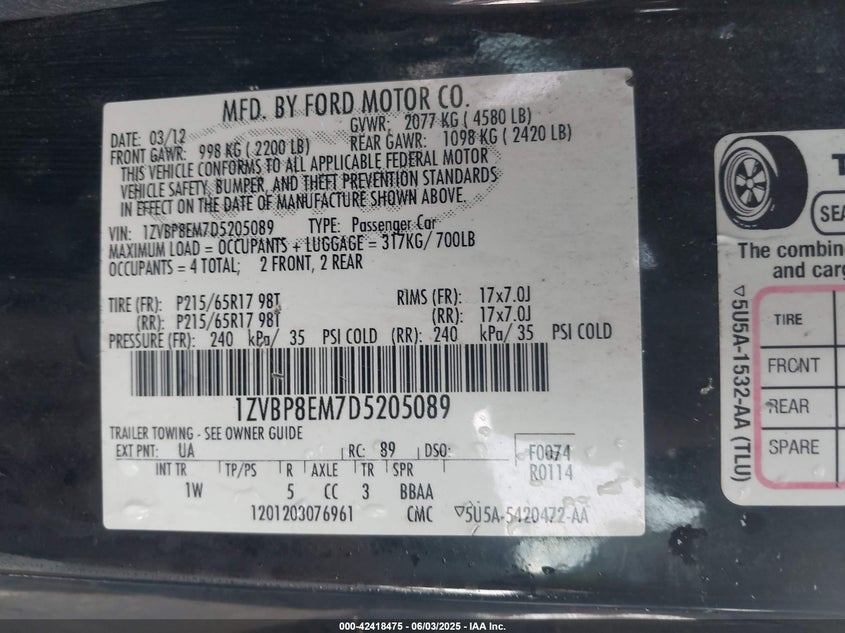 MFD. BY FORD MOTOR CO.
DATE: 03/12 GVWR: 2077 KG ( 4580 LB)
FRONT GAWR: 998 KG ( 2200 LB) REAR GAWR: 1098 KG ( 2420 LB)
THIS VEHICLE CONFORMS TO ALL APPLICABLE FEDERAL MOTOR
VEHICLE SAFETY, BUMPER, AND THEFT PREVENTION STANDARDS
IN EFFECT ON THE DATE OF MANUFACTURE SHOWN ABOVE.
VIN: 1ZVBP8EM7D5205089 TYPE: Passenger Car
MAXIMUM LOAD = OCCUPANTS + LUGGAGE = 317KG/ 700LB
OCCUPANTS = 4 TOTAL; 2 FRONT, 2 REAR
TIRE (FR): P215/65R17 98T RIMS (FR): 17x7.0J
(RR): P215/65R17 98T (RR): 17x7.0J
PRESSURE (FR): 240 kPa/ 35 PSI COLD (RR): 240 kPa/ 35 PSI COLD
1ZVBP8EM7D5205089
TRAILER TOWING - SEE OWNER GUIDE
EXT PNT: UA RC: 89 DSO: F0074
R0114
INT TR TP/PS R AXLE TR SPR
1W 5 CC 3 BBAA
1201203076961 CMC ▽5U5A-5420472-AA
SEA
The combin
and carg
TIRE
FRONT
REAR
SPARE
▽5U5A-1532-AA (TLU)
000-42418475 - 06/03/2025 - IAA Inc.